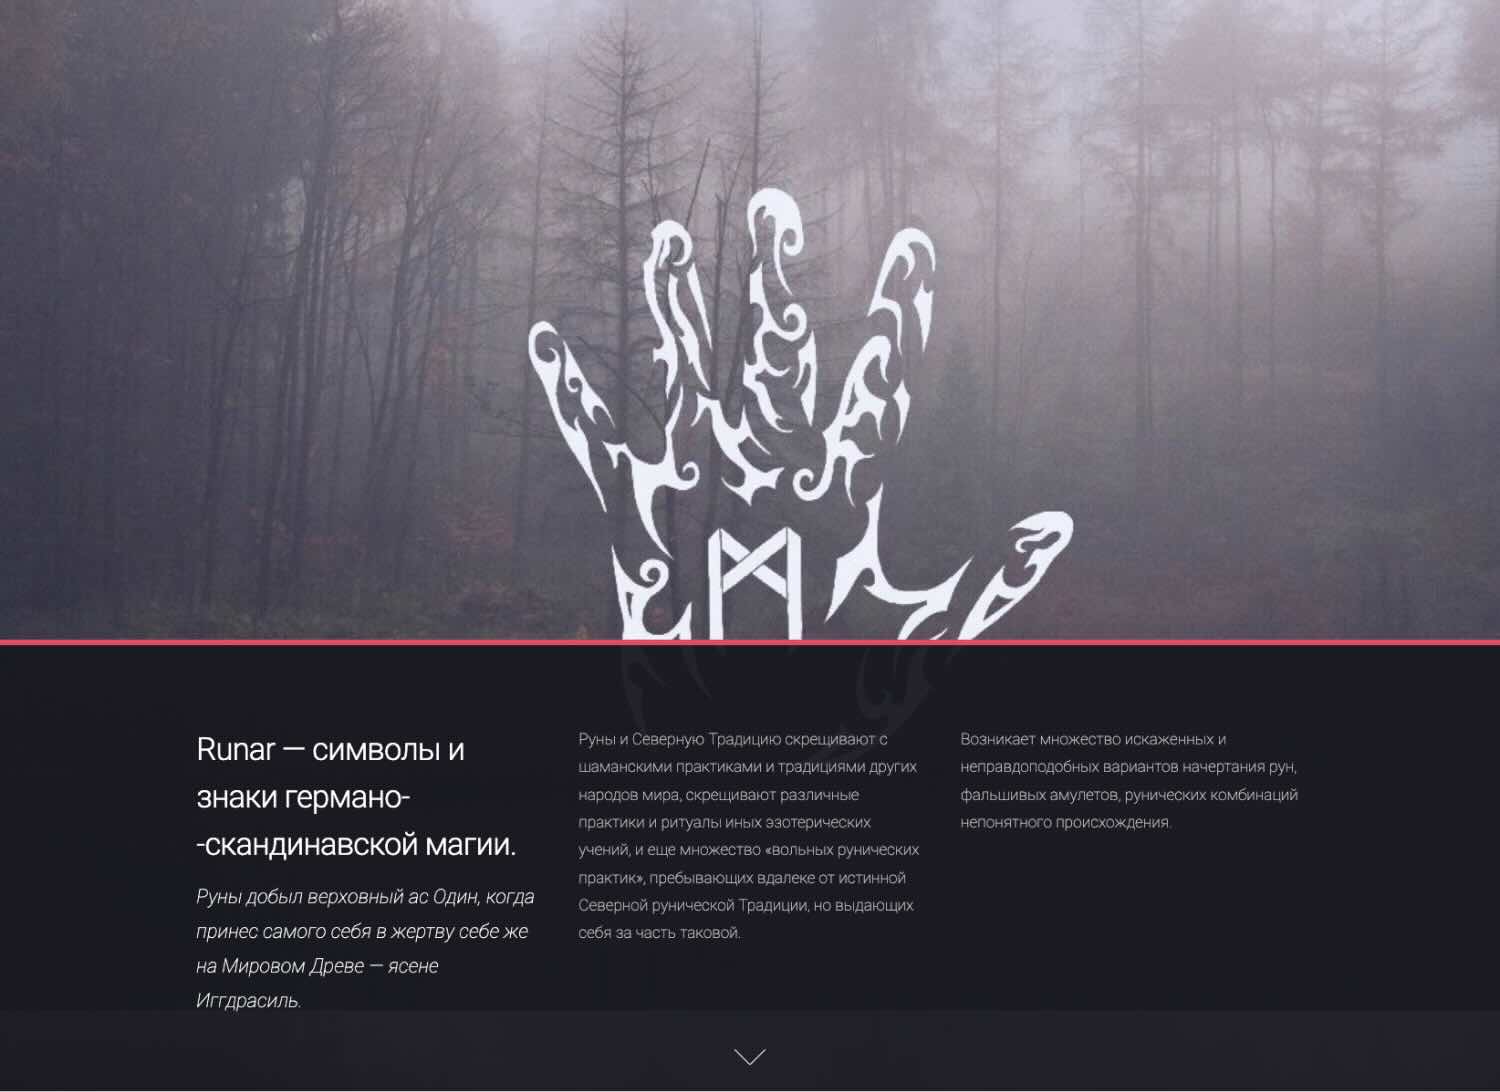 Runar — символы и
знаки германо-
-скандинавской магии.
Руны добыл верховный ас Один, когда
принес самого себя в жертву себе же
на Мировом Древе — ясене
Иггдрасиль.
Руны и Северную Традицию скрещивают с
шаманскими практиками и традициями других
народов мира, скрещивают различные
практики и ритуалы иных эзотерических
учений, и еще множество «вольных рунических
практик», пребывающих вдалеке от истинной
Северной рунической Традиции, но выдающих
себя за часть таковой.
Возникает множество искаженных и
неправдоподобных вариантов начертания рун,
фальшивых амулетов, рунических комбинаций
непонятного происхождения.